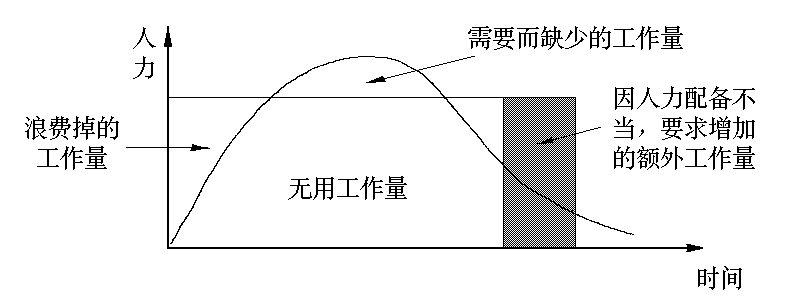 人
力
需要而缺少的工作量
浪费掉的
工作量
因人力配备不
当，要求增加
的额外工作量
无用工作量
时间